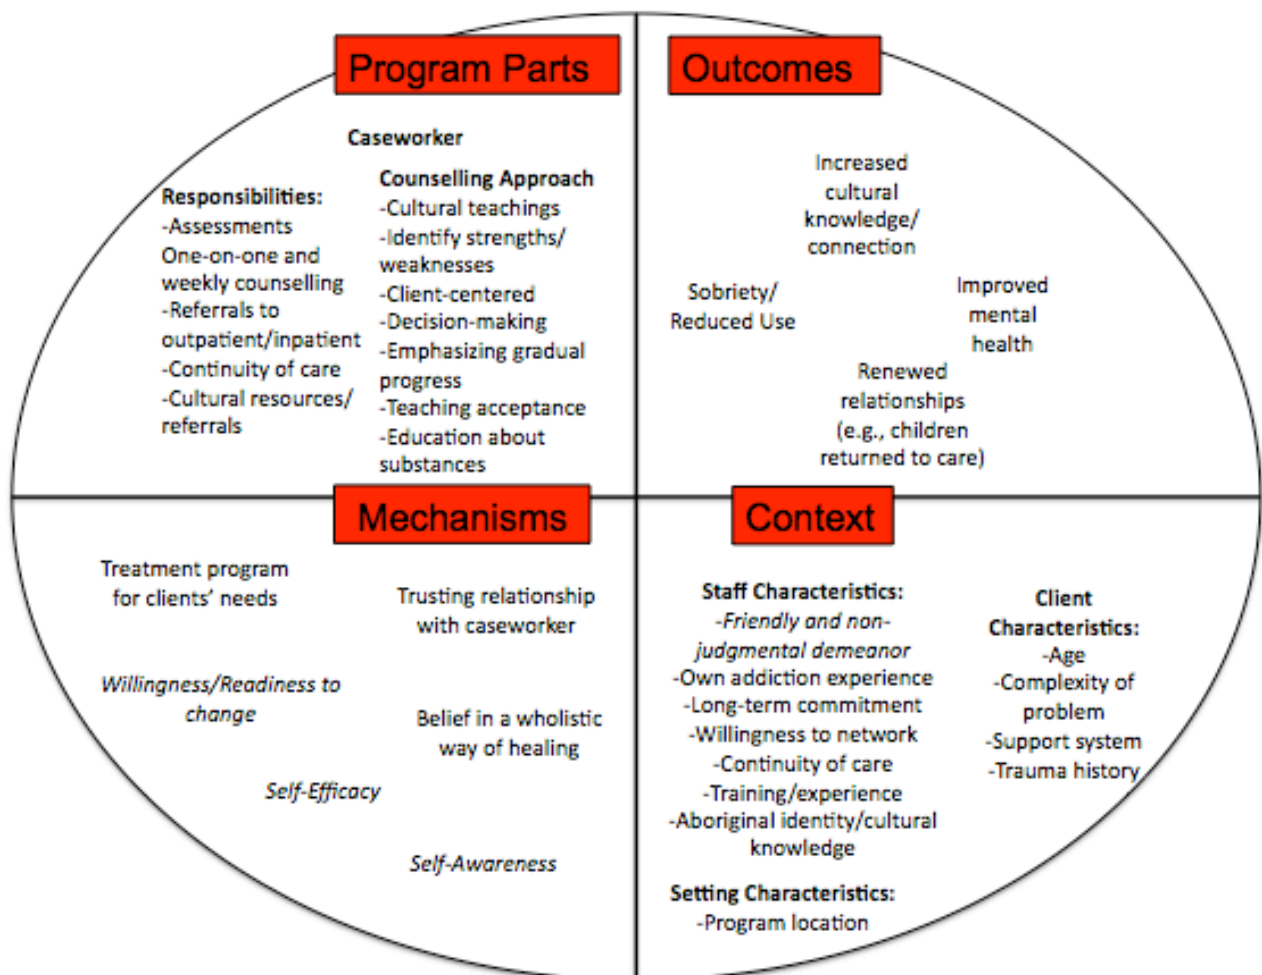 Program Parts
Caseworker
Responsibilities:
-Assessments
One-on-one and
weekly counselling
-Referrals to
outpatient/inpatient
-Continuity of care
-Cultural resources/
referrals
Counselling Approach
-Cultural teachings
-Identify strengths/
weaknesses
-Client-centered
-Decision-making
-Emphasizing gradual
progress
-Teaching acceptance
-Education about
substances
Outcomes
Increased
cultural
knowledge/
connection
Sobriety/
Reduced Use
Improved
mental
health
Renewed
relationships
(e.g., children
returned to care)
Mechanisms
Treatment program
for clients’ needs
Trusting relationship
with caseworker
Willingness/Readiness to
change
Belief in a wholistic
way of healing
Self-Efficacy
Self-Awareness
Context
Staff Characteristics:
-Friendly and non-
judgmental demeanor
-Own addiction experience
-Long-term commitment
-Willingness to network
-Continuity of care
-Training/experience
-Aboriginal identity/cultural
knowledge
Client
Characteristics:
-Age
-Complexity of
problem
-Support system
-Trauma history
Setting Characteristics:
-Program location